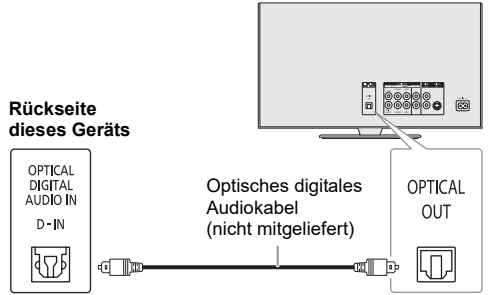 Rückseite
dieses Geräts
OPTICAL
DIGITAL
AUDIO IN
D - IN
Optisches digitales
Audiokabel
(nicht mitgeliefert)
OPTICAL
OUT